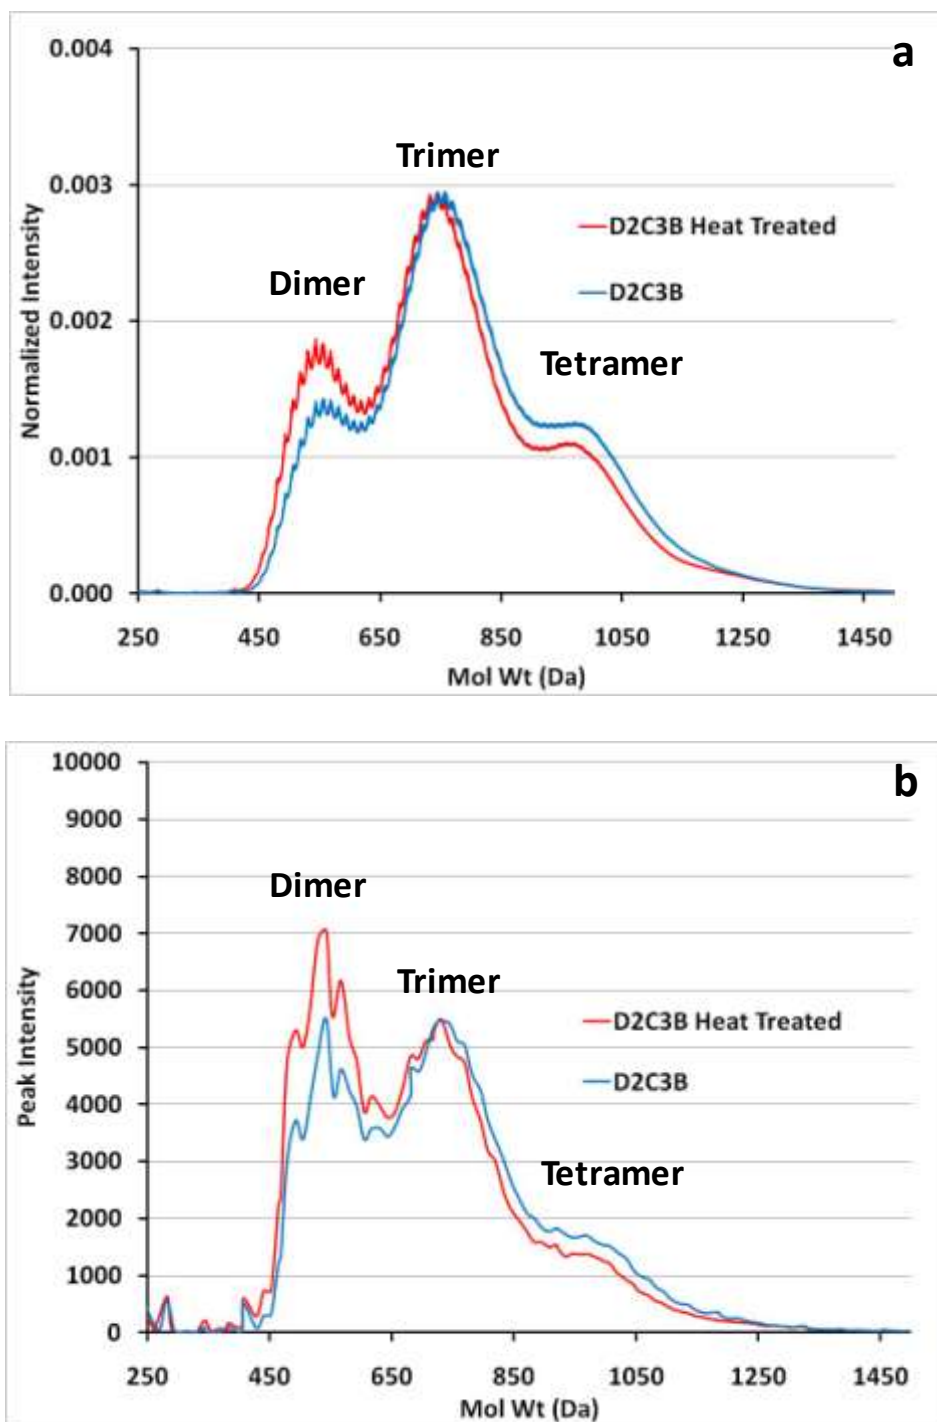 a
0.004
Trimer
0.003
D2C3B Heat Treated
Dimer
D2C3B
0.002
Tetramer
Normalized Intensity
0.001
0.000
250 450 650 850 1050 1250 1450
Mol Wt (Da)
b
10000
9000
Dimer
8000
7000
Trimer
6000
D2C3B Heat Treated
5000
D2C3B
Peak Intensity
4000
3000
Tetramer
2000
1000
0
250 450 650 850 1050 1250 1450
Mol Wt (Da)